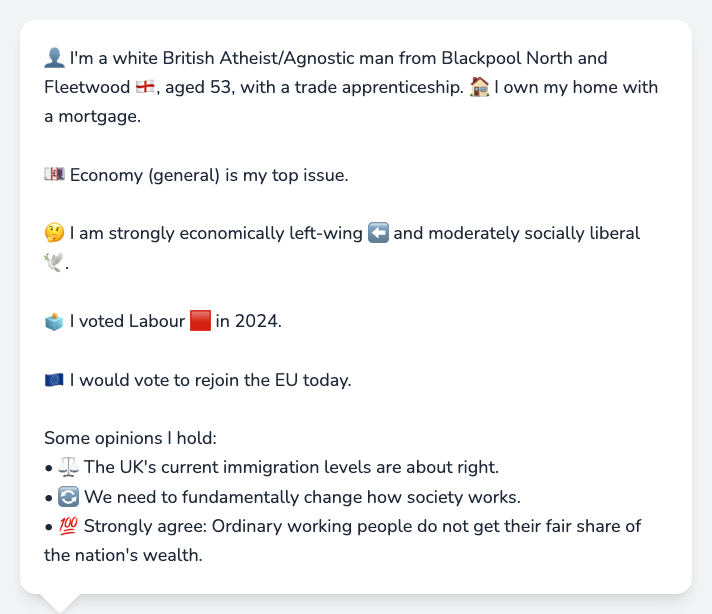 👤 I'm a white British Atheist/Agnostic man from Blackpool North and
Fleetwood 🏴󠁧󠁢󠁥󠁮󠁧󠁿, aged 53, with a trade apprenticeship. 🏠 I own my home with
a mortgage.
💷 Economy (general) is my top issue.
🤔 I am strongly economically left-wing ⬅️ and moderately socially liberal
🕊️.
🗳️ I voted Labour 🟥 in 2024.
🇪🇺 I would vote to rejoin the EU today.
Some opinions I hold:
• ⚖️ The UK's current immigration levels are about right.
• 🔄 We need to fundamentally change how society works.
• 💯 Strongly agree: Ordinary working people do not get their fair share of
the nation's wealth.